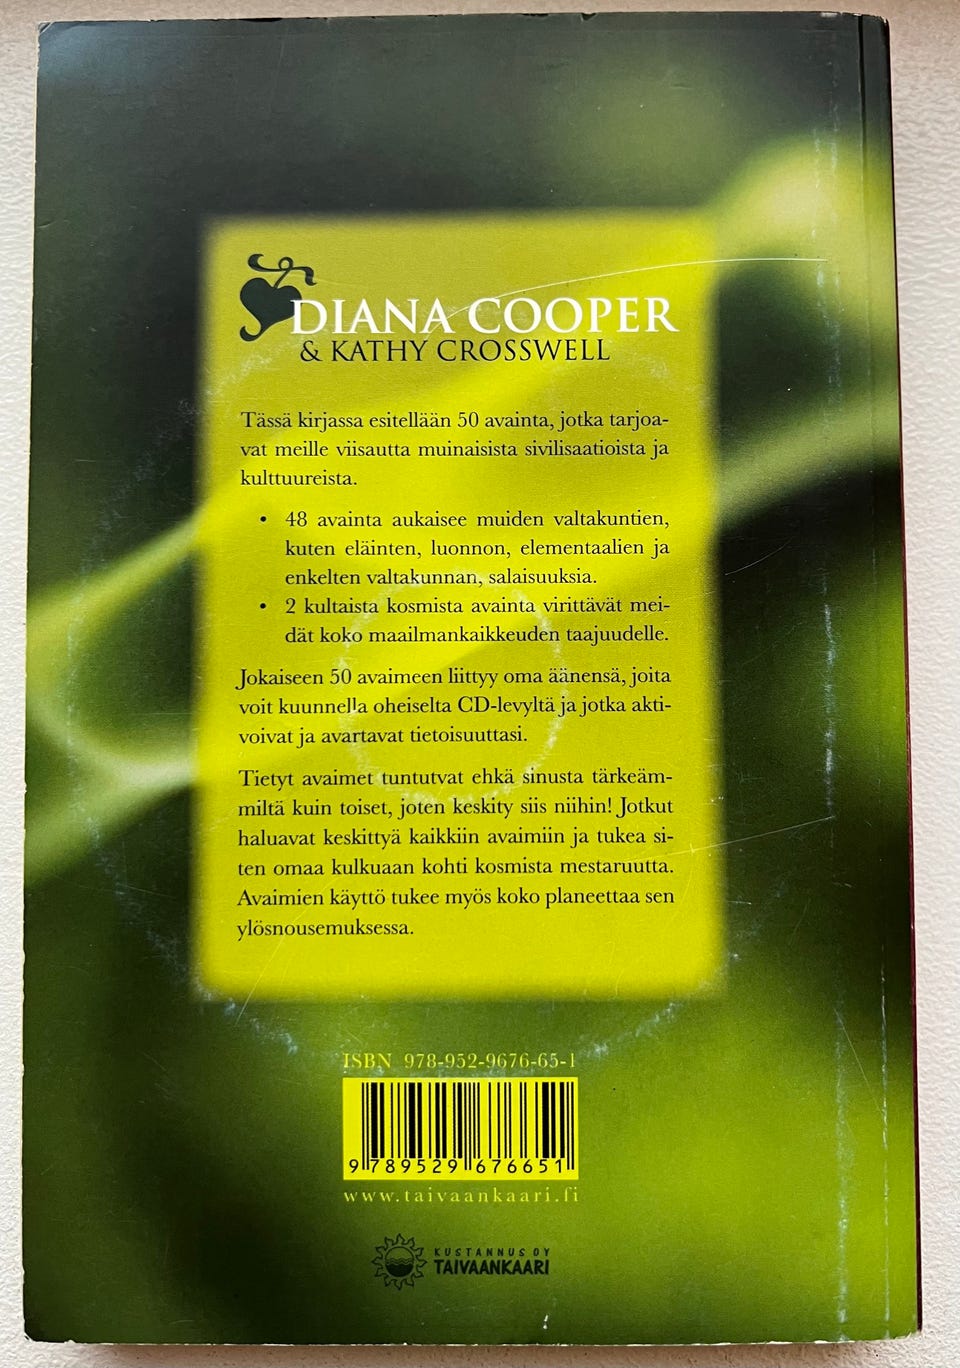 DIANA COOPER
& KATHY CROSSWELL
Tässä kirjassa esitellään 50 avainta, jotka tarjoa-
vat meille viisautta muinaisista sivilisaatioista ja
kulttuureista.
• 48 avainta aukaisee muiden valtakuntien,
kuten eläinten, luonnon, elementaalien ja
enkelten valtakunnan, salaisuuksia.
• 2 kultaista kosmista avainta virittävät mei-
dät koko maailmankaikkeuden taajuudelle.
Jokaiseen 50 avaimeen liittyy oma äänensä, joita
voit kuunnella oheiselta CD-levyltä ja jotka akti-
voivat ja avartavat tietoisuuttasi.
Tietyt avaimet tuntutvat ehkä sinusta tärkeäm-
miltä kuin toiset, joten keskity siis niihin! Jotkut
haluavat keskittyä kaikkiin avaimiin ja tukea si-
ten omaa kulkuaan kohti kosmista mestaruutta.
Avaimien käyttö tukee myös koko planeettaa sen
ylösnousemuksessa.
ISBN 978-952-9676-65-1
9 789529 676651
www.taivaankaari.fi
KUSTANNUS OY
TAIVAANKAARI